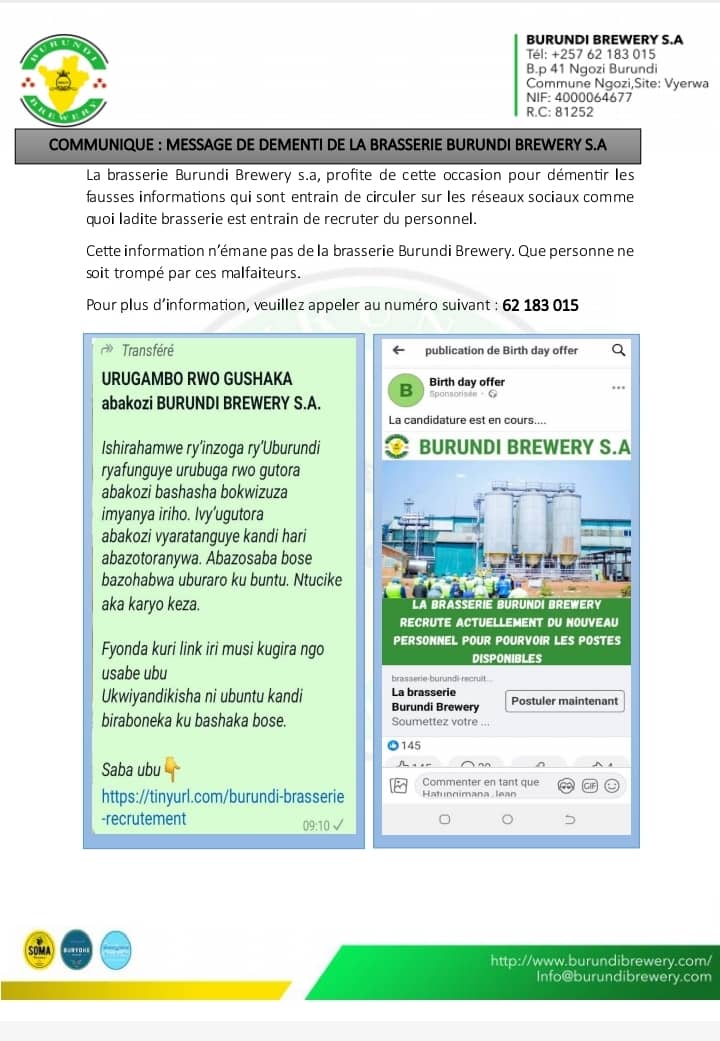 BURUNDI
BREWERY
BURUNDI BREWERY S.A
Tél: +257 62 183 015
B.p 41 Ngozi Burundi
Commune Ngozi,Site: Vyerwa
NIF: 4000064677
R.C: 81252
COMMUNIQUE : MESSAGE DE DEMENTI DE LA BRASSERIE BURUNDI BREWERY S.A
La brasserie Burundi Brewery s.a, profite de cette occasion pour démentir les
fausses informations qui sont entrain de circuler sur les réseaux sociaux comme
quoi ladite brasserie est entrain de recruter du personnel.
Cette information n'émane pas de la brasserie Burundi Brewery. Que personne ne
soit trompé par ces malfaiteurs.
Pour plus d'information, veuillez appeler au numéro suivant : 62 183 015
Transféré
URUGAMBO RWO GUSHAKA
abakozi BURUNDI BREWERY S.A.
Ishirahamwe ry'inzoga ry'Uburundi
ryafunguye urubuga rwo gutora
abakozi bashasha bokwizuza
imyanya iriho. Ivy'ugutora
abakozi vyaratanguye kandi hari
abazotoranywa. Abazosaba bose
bazohabwa uburaro ku buntu. Ntucike
aka karyo keza.
Fyonda kuri link iri musi kugira ngo
usabe ubu
Ukwiyandikisha ni ubuntu kandi
biraboneka ku bashaka bose.
Saba ubu👇
https://tinyurl.com/burundi-brasserie
-recrutement
09:10
publication de Birth day offer
B
Birth day offer
Sponsorisée ·
La candidature est en cours....
BURUNDI BREWERY S.A
LA BRASSERIE BURUNDI BREWERY
RECRUTE ACTUELLEMENT DU NOUVEAU
PERSONNEL POUR POURVOIR LES POSTES
DISPONIBLES
brasserie-burundi-recruit...
La brasserie
Burundi Brewery
Soumettez votre ...
Postuler maintenant
145
Commenter en tant que
Hatungimana Jean
GIF
SOMA
BURYOHE
http://www.burundibrewery.com/
Info@burundibrewery.com